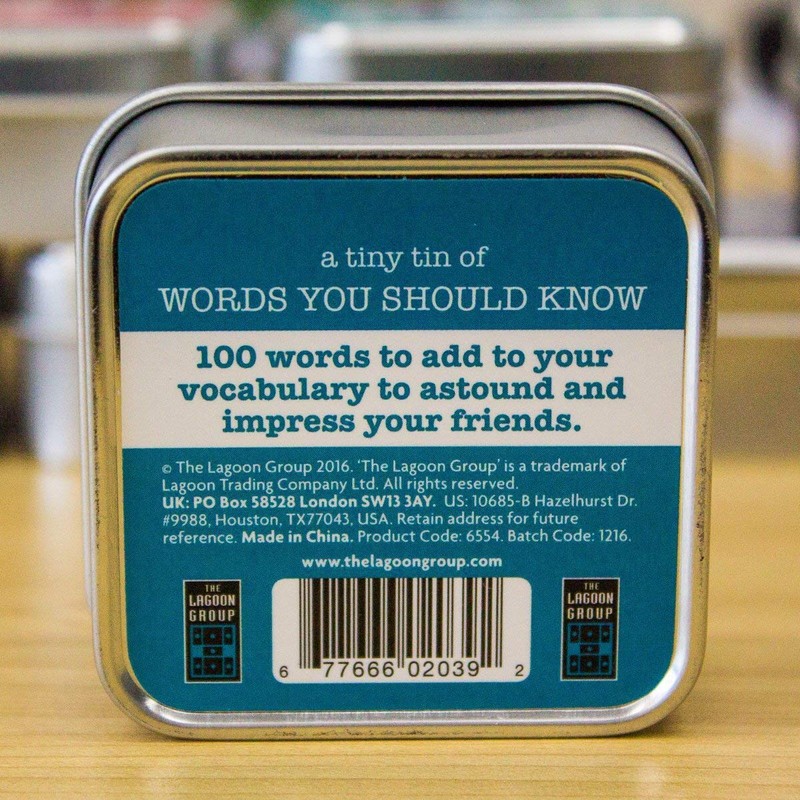 a tiny tin of
WORDS YOU SHOULD KNOW
100 words to add to your
vocabulary to astound and
impress your friends.
© The Lagoon Group 2016. 'The Lagoon Group' is a trademark of
Lagoon Trading Company Ltd. All rights reserved.
UK: PO Box 58528 London SW13 3AY. US: 10685-B Hazelhurst Dr.
#9988, Houston, TX77043, USA. Retain address for future
reference. Made in China. Product Code: 6554. Batch Code: 1216.
www.thelagoongroup.com
THE
LAGOON
GROUP
6 77666 02039 2
THE
LAGOON
GROUP